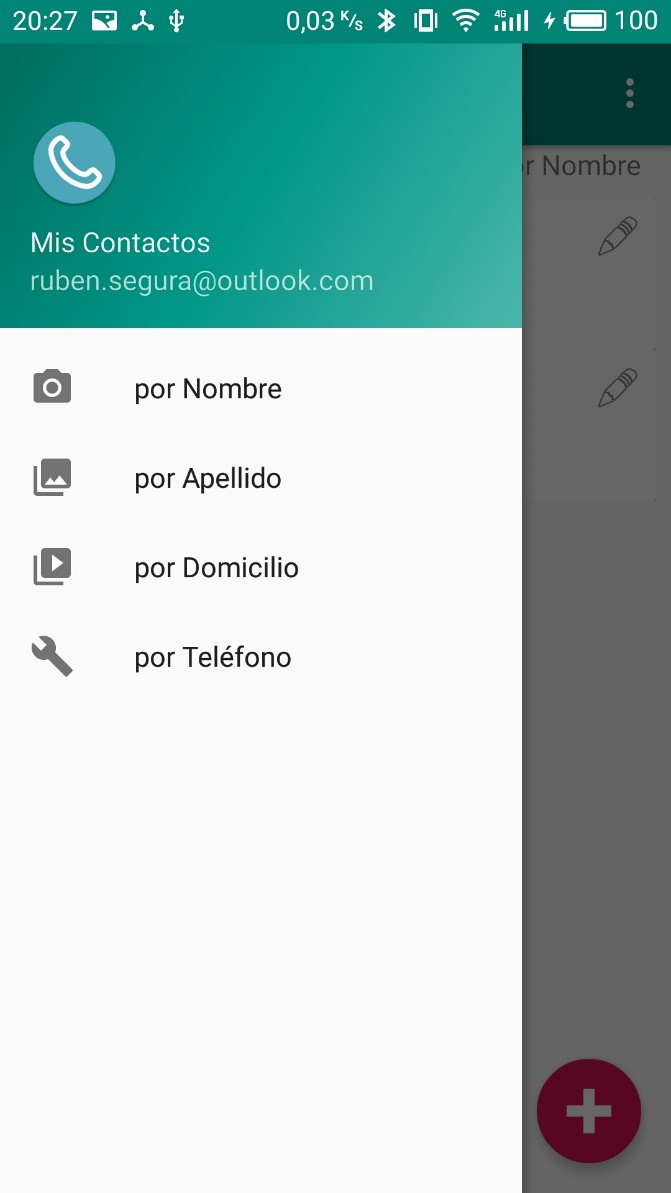 20:27 0,03 K/s 4G 100
Mis Contactos
ruben.segura@outlook.com
Nombre
por Nombre
por Apellido
por Domicilio
por Teléfono